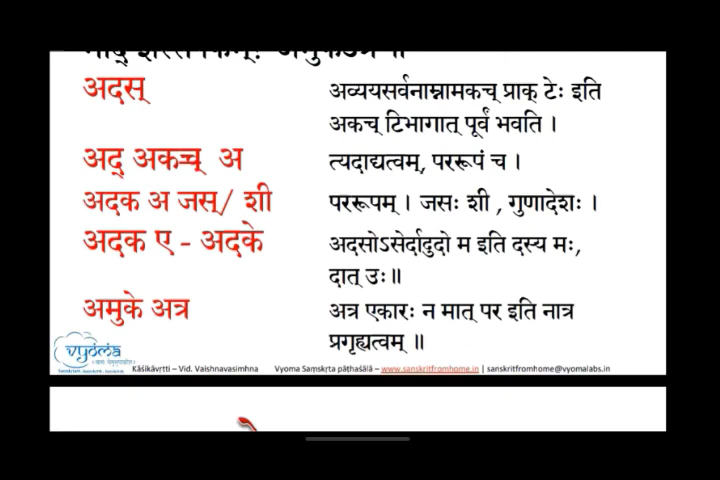 अदस् अव्ययसर्वनाम्नामकच् प्राक् टेः इति
अकच् टिभागात् पूर्वं भवति ।
अद् अकच् अ त्यदाद्यत्वम्, पररूपं च ।
अदक अ जस्/ शी पररूपम् । जसः शी , गुणादेशः ।
अदक ए - अदके अदसोऽसेर्दादुदो म इति दस्य मः,
दात् उः॥
अमुके अत्र अत्र एकारः न मात् पर इति नात्र
प्रगृह्यत्वम् ॥
vyoma
Kāśikāvṛtti – Vid. Vaishnavasimhna Vyoma Saṃskṛta pāṭhaśālā – www.sanskritfromhome.in | sanskritfromhome@vyomalabs.in